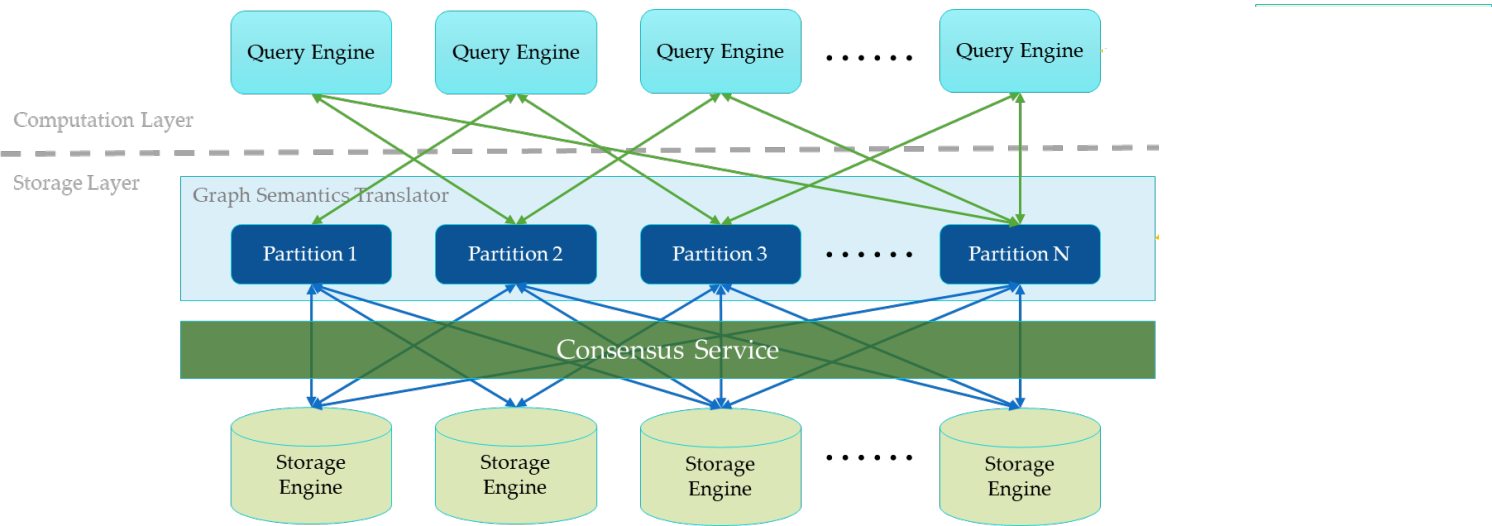 Query Engine
Query Engine
Query Engine
......
Query Engine
Computation Layer
Storage Layer
Graph Semantics Translator
Partition 1
Partition 2
Partition 3
......
Partition N
Consensus Service
Storage
Engine
Storage
Engine
Storage
Engine
......
Storage
Engine